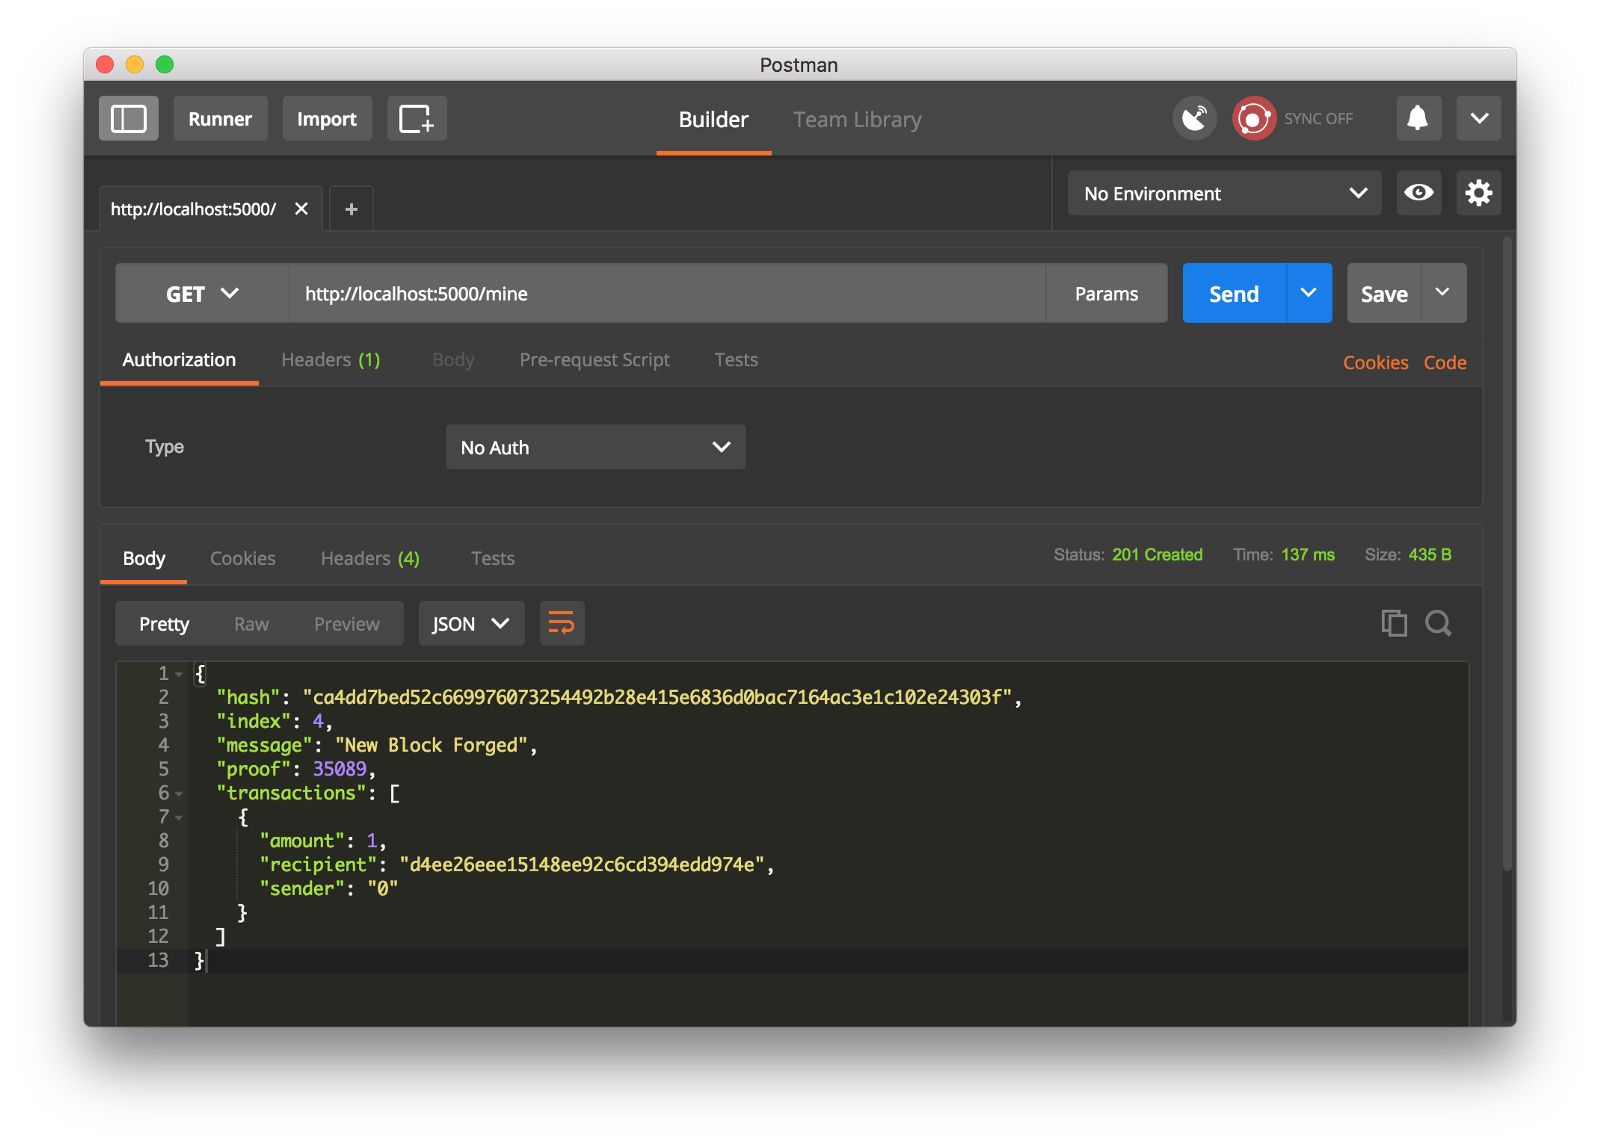 Postman
Runner Import Builder Team Library SYNC OFF
http://localhost:5000/ No Environment
GET http://localhost:5000/mine Params Send Save
Authorization Headers (1) Body Pre-request Script Tests Cookies Code
Type No Auth
Body Cookies Headers (4) Tests Status: 201 Created Time: 137 ms Size: 435 B
Pretty Raw Preview JSON
1 {
2 "hash": "ca4dd7bed52c669976073254492b28e415e6836d0bac7164ac3e1c102e24303f",
3 "index": 4,
4 "message": "New Block Forged",
5 "proof": 35089,
6 "transactions": [
7 {
8 "amount": 1,
9 "recipient": "d4ee26eee15148ee92c6cd394edd974e",
10 "sender": "0"
11 }
12 ]
13 }